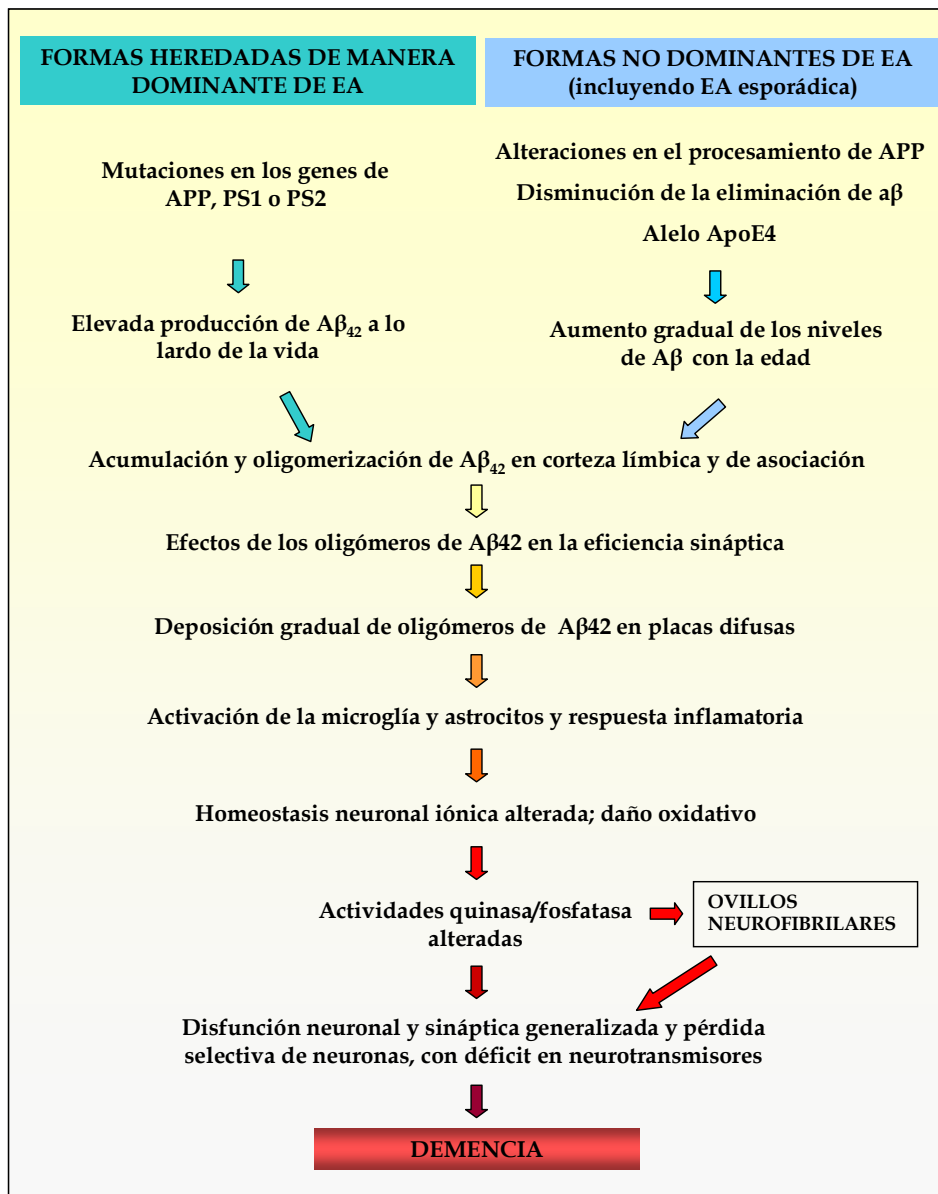 FORMAS HEREDADAS DE MANERA
DOMINANTE DE EA
FORMAS NO DOMINANTES DE EA
(incluyendo EA esporádica)
Mutaciones en los genes de
APP, PS1 o PS2
Alteraciones en el procesamiento de APP
Disminución de la eliminación de aβ
Alelo ApoE4
Elevada producción de Aβ₄₂ a lo
lardo de la vida
Aumento gradual de los niveles
de Aβ con la edad
Acumulación y oligomerización de Aβ₄₂ en corteza límbica y de asociación
Efectos de los oligómeros de Aβ42 en la eficiencia sináptica
Deposición gradual de oligómeros de Aβ42 en placas difusas
Activación de la microglía y astrocitos y respuesta inflamatoria
Homeostasis neuronal iónica alterada; daño oxidativo
Actividades quinasa/fosfatasa
alteradas
OVILLOS
NEUROFIBRILARES
Disfunción neuronal y sináptica generalizada y pérdida
selectiva de neuronas, con déficit en neurotransmisores
DEMENCIA